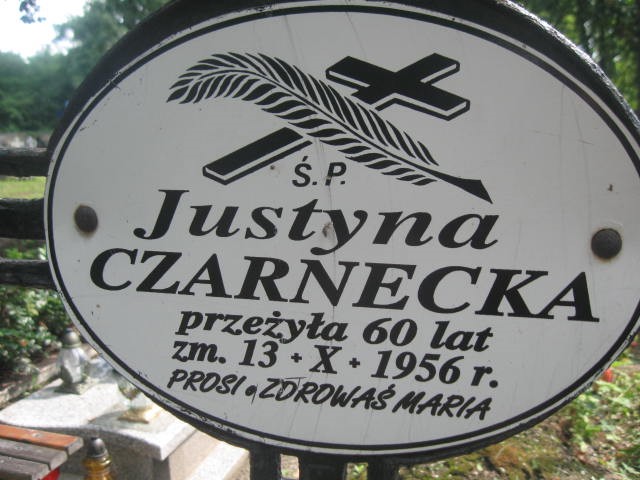 Ś.P.
Justyna
CZARNECKA
przeżyła 60 lat
zm. 13 + X + 1956 r.
PROSI o ZDROWAŚ MARIA